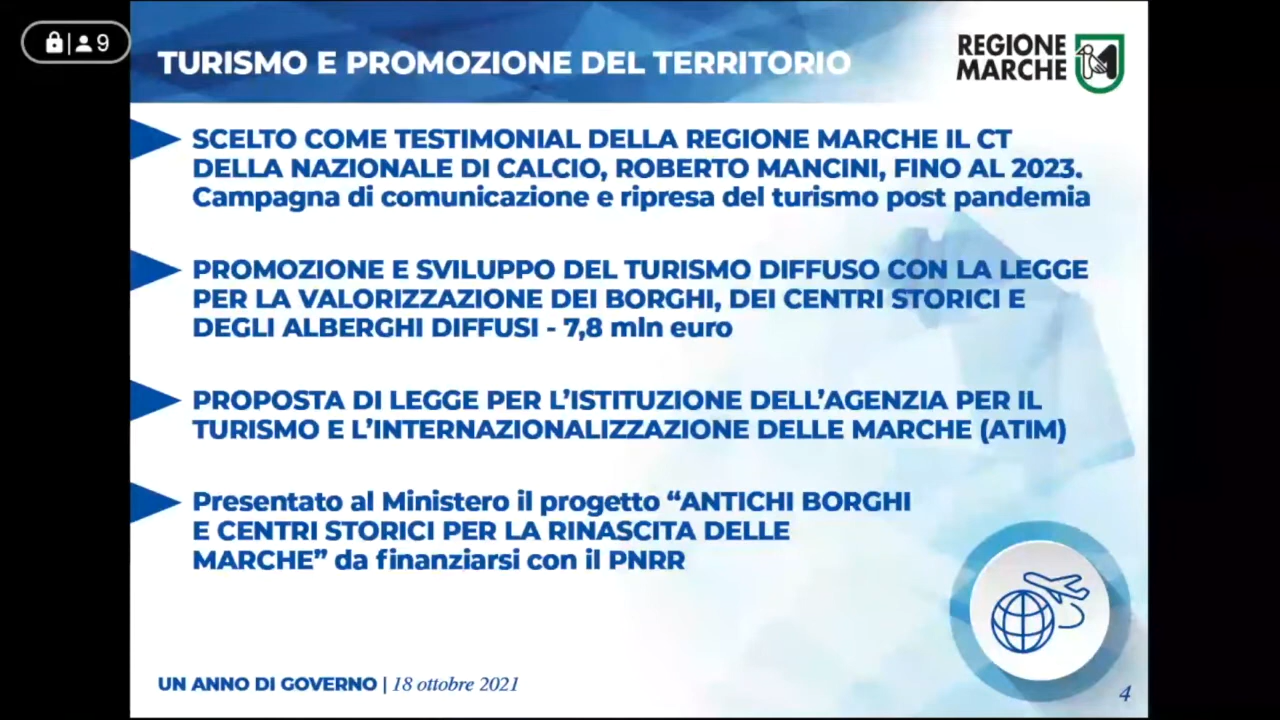 9
TURISMO E PROMOZIONE DEL TERRITORIO
REGIONE
MARCHE
SCELTO COME TESTIMONIAL DELLA REGIONE MARCHE IL CT
DELLA NAZIONALE DI CALCIO, ROBERTO MANCINI, FINO AL 2023.
Campagna di comunicazione e ripresa del turismo post pandemia
PROMOZIONE E SVILUPPO DEL TURISMO DIFFUSO CON LA LEGGE
PER LA VALORIZZAZIONE DEI BORGHI, DEI CENTRI STORICI E
DEGLI ALBERGHI DIFFUSI - 7,8 mln euro
PROPOSTA DI LEGGE PER L’ISTITUZIONE DELL’AGENZIA PER IL
TURISMO E L’INTERNAZIONALIZZAZIONE DELLE MARCHE (ATIM)
Presentato al Ministero il progetto “ANTICHI BORGHI
E CENTRI STORICI PER LA RINASCITA DELLE
MARCHE” da finanziarsi con il PNRR
UN ANNO DI GOVERNO | 18 ottobre 2021
4